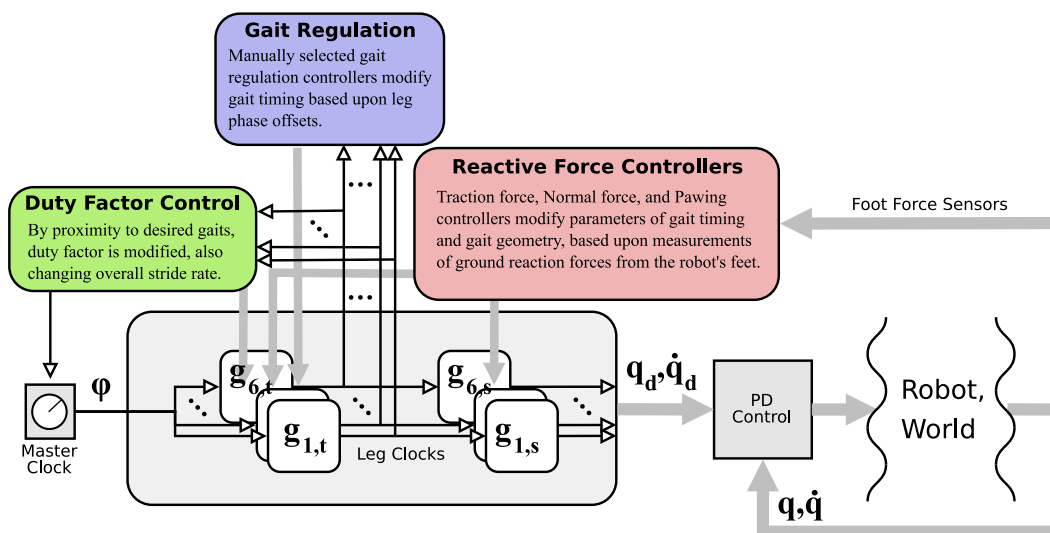 Gait Regulation
Manually selected gait
regulation controllers modify
gait timing based upon leg
phase offsets.
Reactive Force Controllers
Traction force, Normal force, and Pawing
controllers modify parameters of gait timing
and gait geometry, based upon measurements
of ground reaction forces from the robot's feet.
Duty Factor Control
By proximity to desired gaits,
duty factor is modified, also
changing overall stride rate.
Foot Force Sensors
φ
Master
Clock
g6,t
g1,t
Leg Clocks
g6,s
g1,s
qd,q̇d
PD
Control
Robot,
World
q,q̇